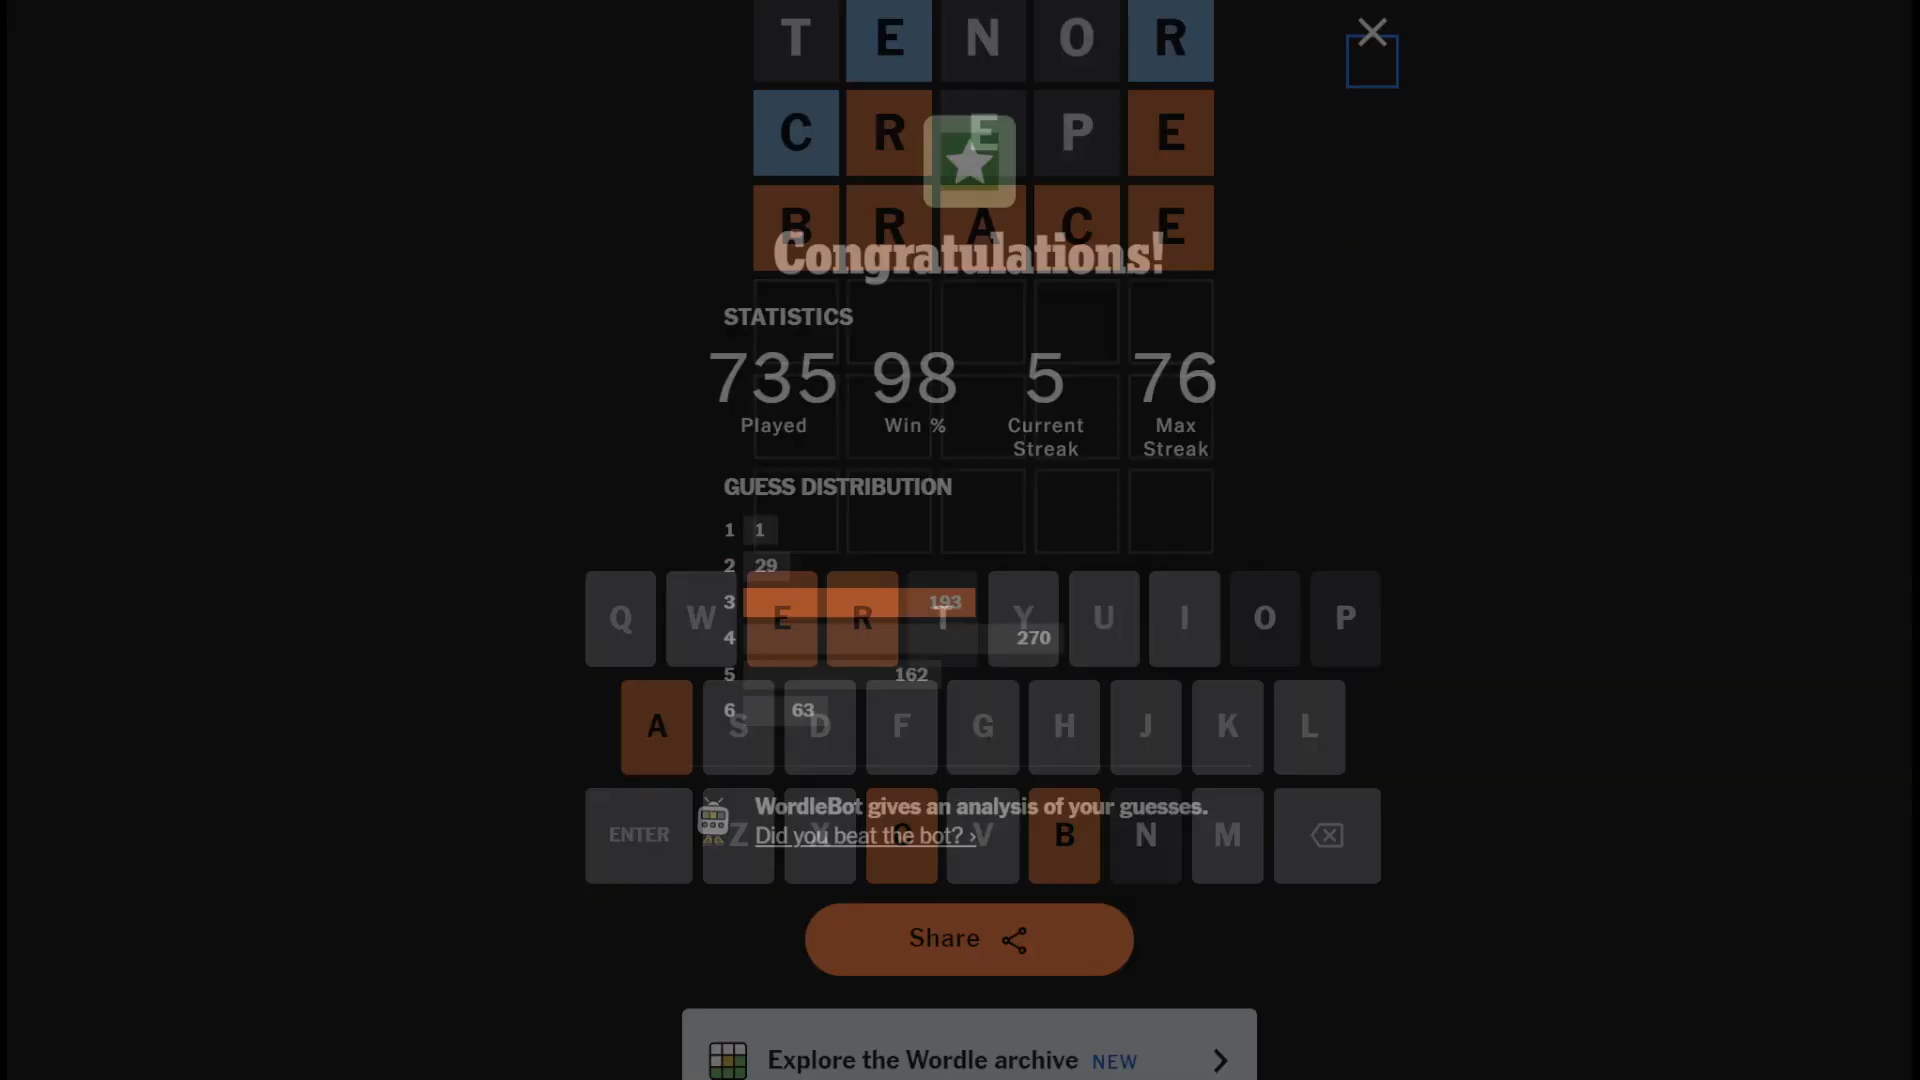 T E N O R
C R E P E
B R A C E
Congratulations!
STATISTICS
735 98 5 76
Played Win % Current Streak Max Streak
GUESS DISTRIBUTION
1 1
2 29
3 193
4 270
5 162
6 63
Q W E R T Y U I O P
A S D F G H J K L
ENTER Z X C V B N M
WordleBot gives an analysis of your guesses.
Did you beat the bot? ›
Share
Explore the Wordle archive NEW